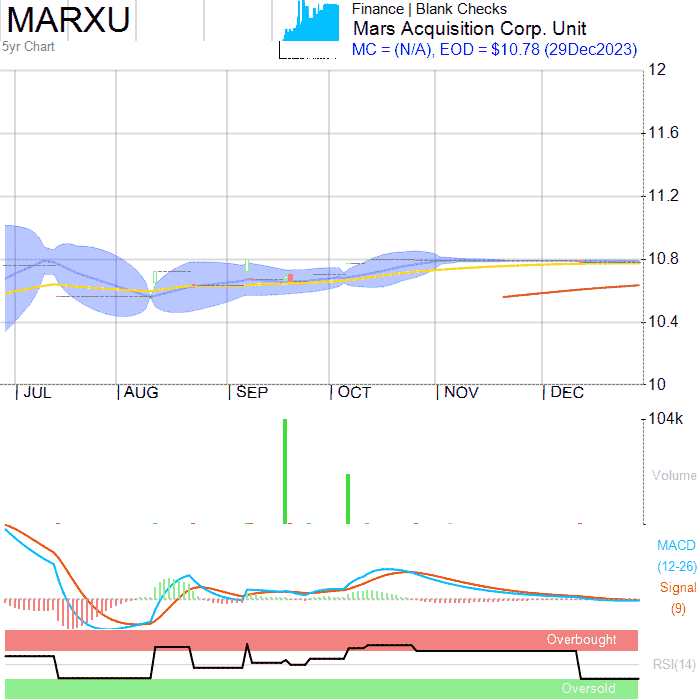 MARXU
5yr Chart
Finance | Blank Checks
Mars Acquisition Corp. Unit
MC = (N/A), EOD = $10.78 (29Dec2023)
12
11.6
11.2
10.8
10.4
10
JUL AUG SEP OCT NOV DEC
104k
Volume
MACD
(12-26)
Signal
(9)
Overbought
RSI(14)
Oversold